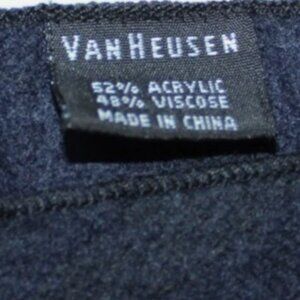 VAN HEUSEN
52% ACRYLIC
48% VISCOSE
MADE IN CHINA